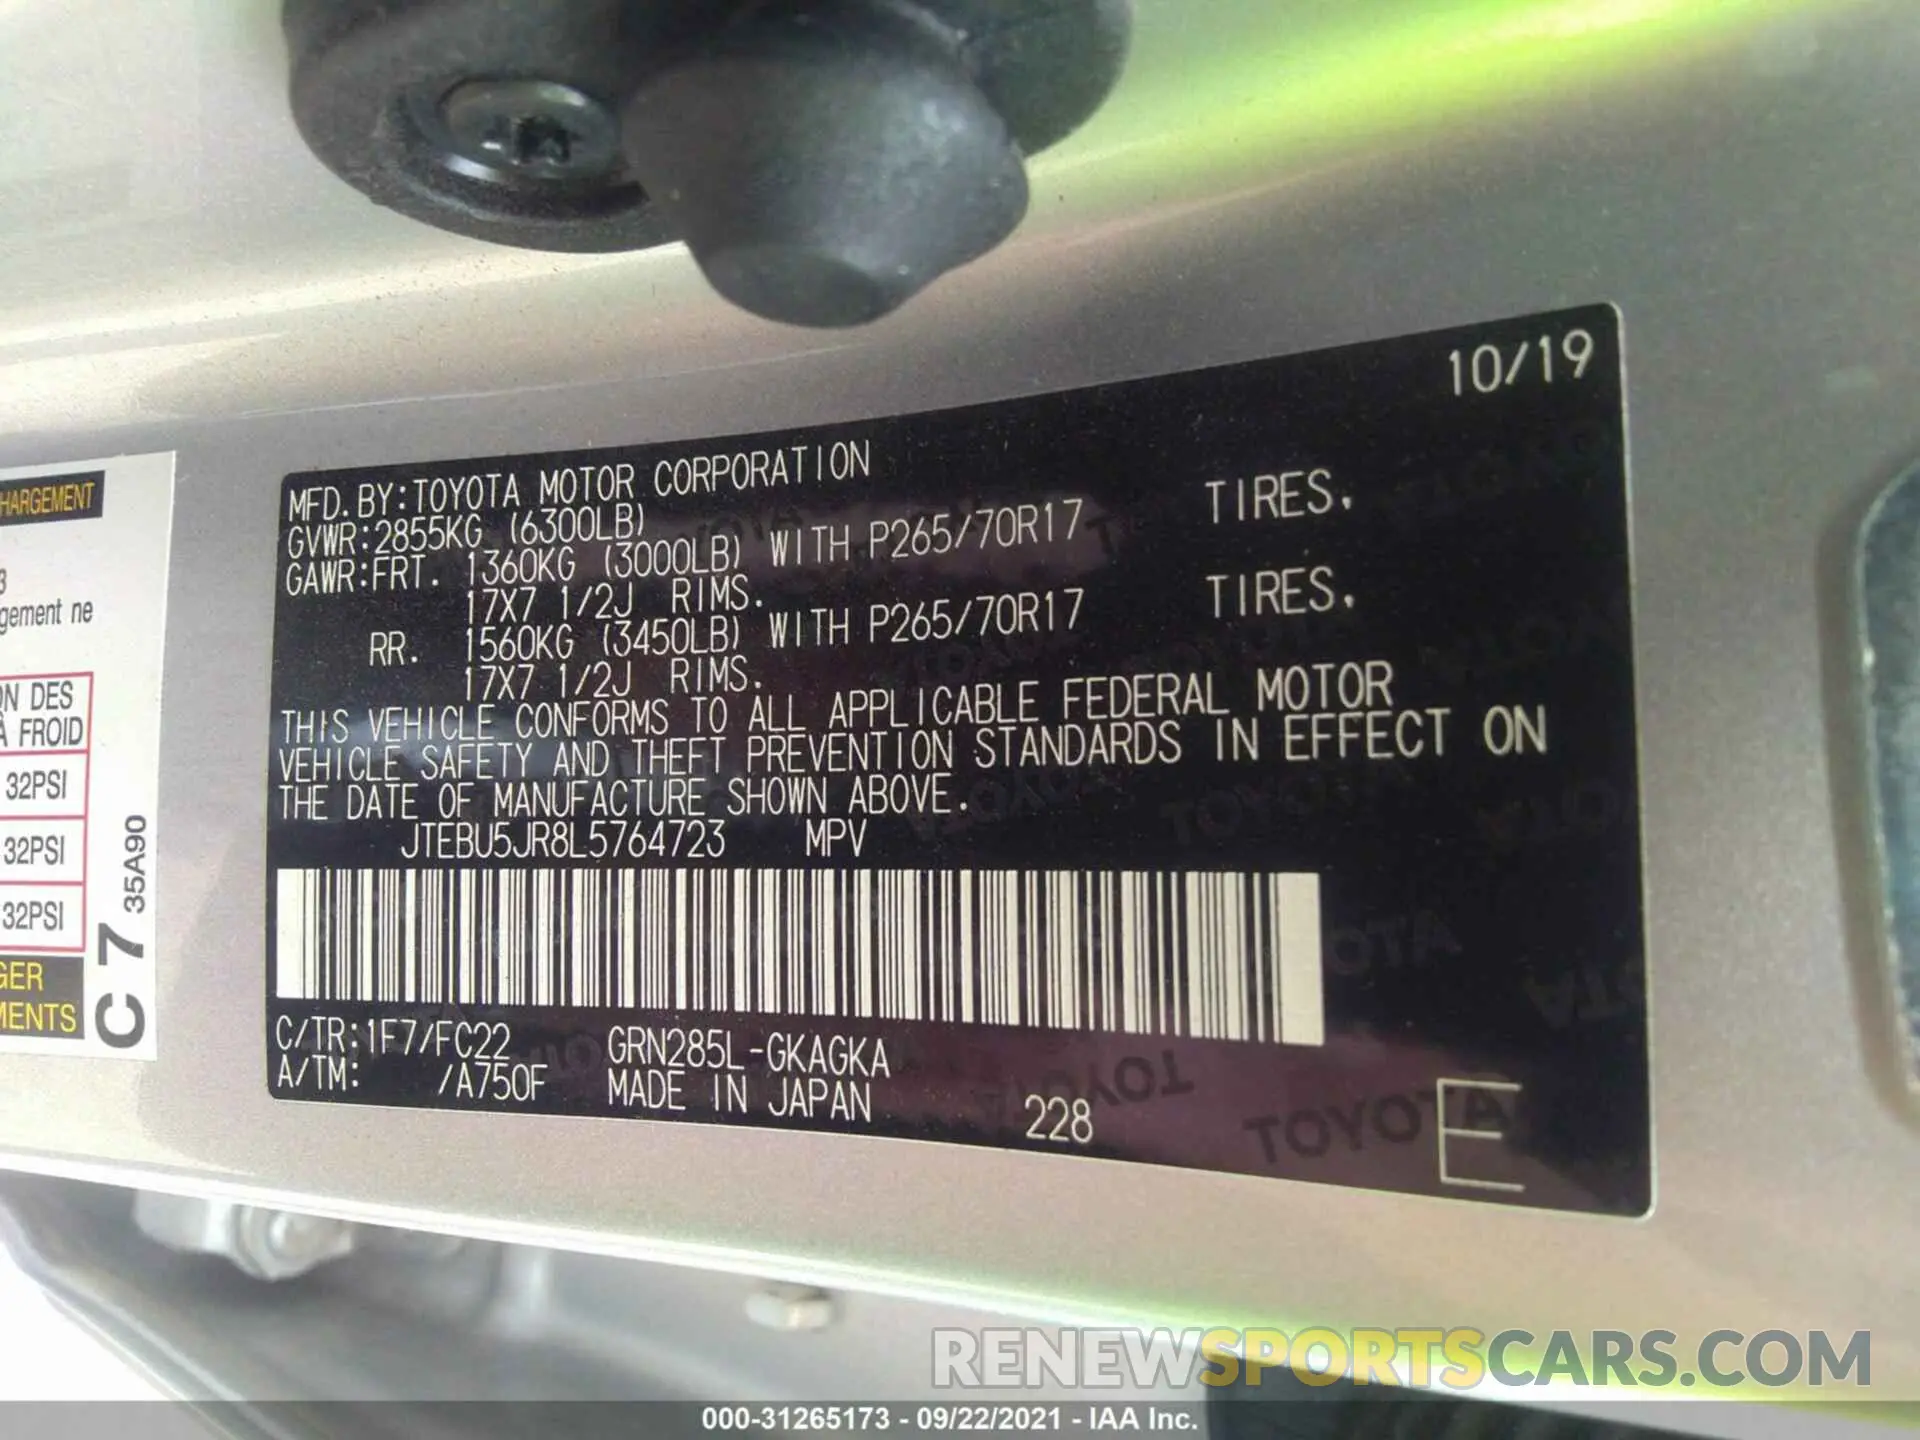 10/19
MFD.BY:TOYOTA MOTOR CORPORATION
GVWR:2855KG (6300LB)
GAWR:FRT. 1360KG (3000LB) WITH P265/70R17 TIRES,
17X7 1/2J RIMS.
RR. 1560KG (3450LB) WITH P265/70R17 TIRES,
17X7 1/2J RIMS.
THIS VEHICLE CONFORMS TO ALL APPLICABLE FEDERAL MOTOR
VEHICLE SAFETY AND THEFT PREVENTION STANDARDS IN EFFECT ON
THE DATE OF MANUFACTURE SHOWN ABOVE.
JTEBU5JR8L5764723 MPV
C/TR:1F7/FC22 GRN285L-GKAGKA
A/TM: /A750F MADE IN JAPAN
228
E
TOYOTA
HARGEMENT
3
gement ne
ON DES
À FROID
32PSI
32PSI
32PSI
GER
MENTS
C 7 35A90
RENEWSPORTSCARS.COM
000-31265173 - 09/22/2021 - IAA Inc.